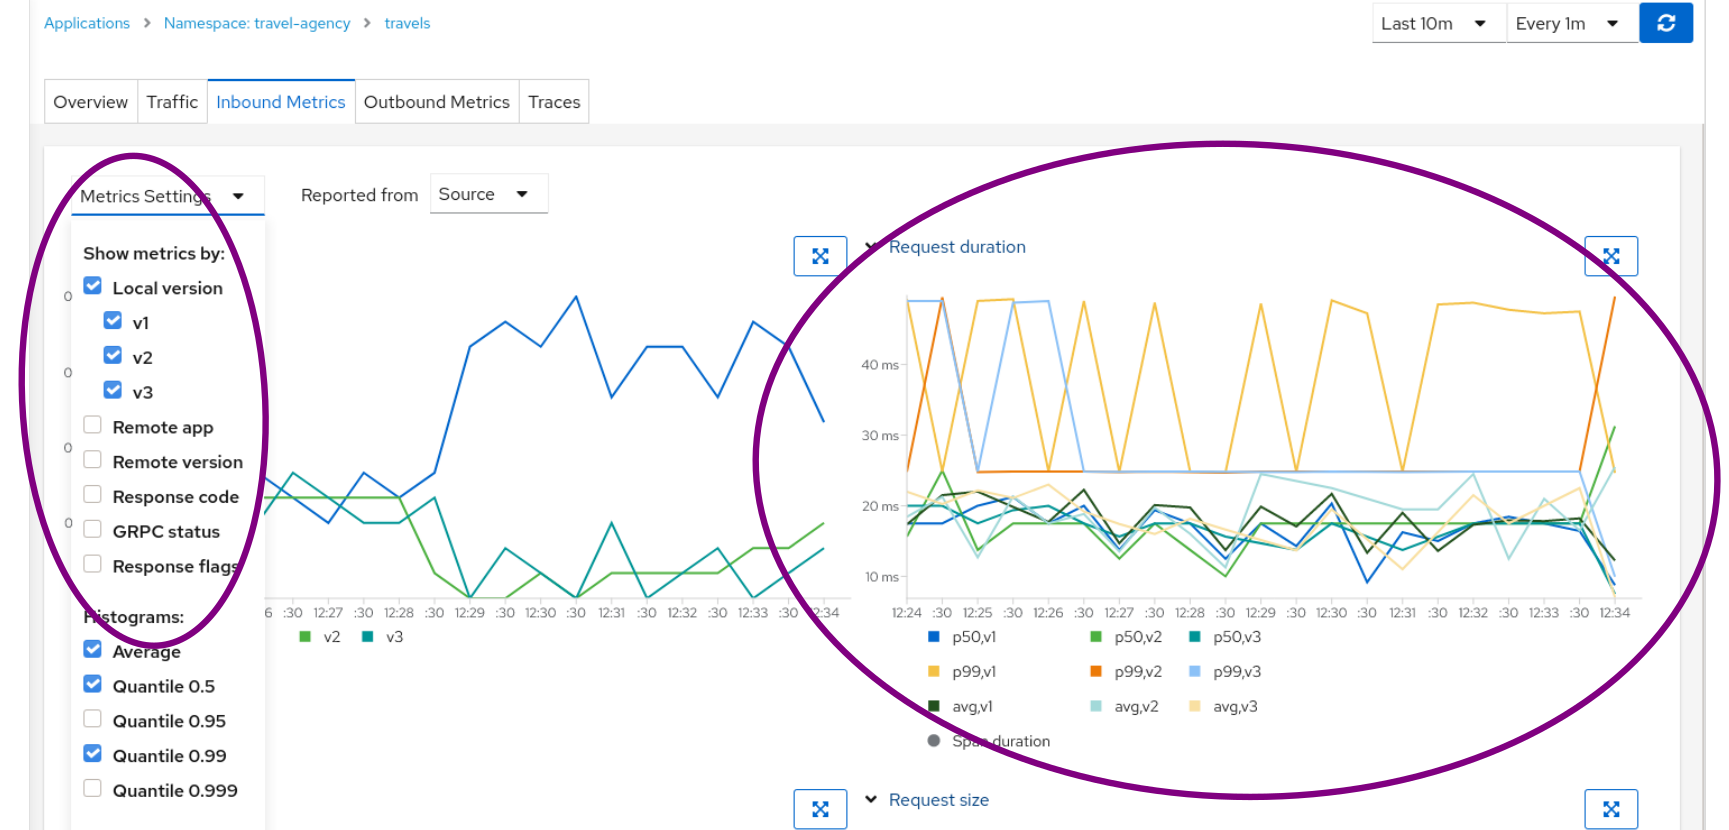 Applications > Namespace: travel-agency > travels
Last 10m
Every 1m
Overview
Traffic
Inbound Metrics
Outbound Metrics
Traces
Metrics Settings
Reported from
Source
Show metrics by:
Local version
v1
v2
v3
Remote app
Remote version
Response code
GRPC status
Response flags
Histograms:
Average
Quantile 0.5
Quantile 0.95
Quantile 0.99
Quantile 0.999
0
0
0
0
6 :30 12:27 :30 12:28 :30 12:29 :30 12:30 :30 12:31 :30 12:32 :30 12:33 :30 12:34
v2 v3
Request duration
40 ms
30 ms
20 ms
10 ms
12:24 :30 12:25 :30 12:26 :30 12:27 :30 12:28 :30 12:29 :30 12:30 :30 12:31 :30 12:32 :30 12:33 :30 12:34
p50,v1 p50,v2 p50,v3
p99,v1 p99,v2 p99,v3
avg,v1 avg,v2 avg,v3
Span duration
Request size